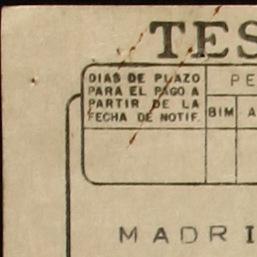 TES
DIAS DE PLAZO
PARA EL PAGO A
PARTIR DE LA
FECHA DE NOTIF.
PE
BIM A
MADRI